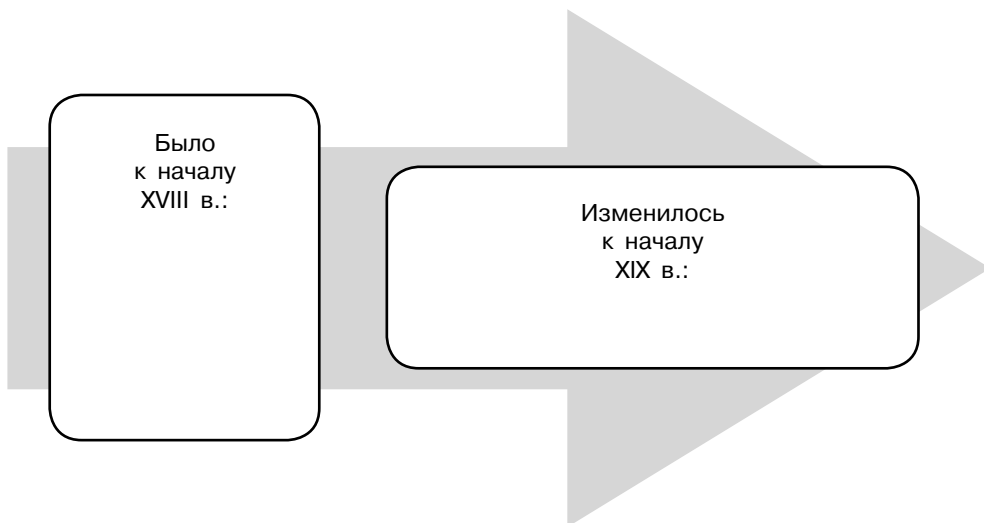 Было
к началу
XVIII в.:
Изменилось
к началу
XIX в.: